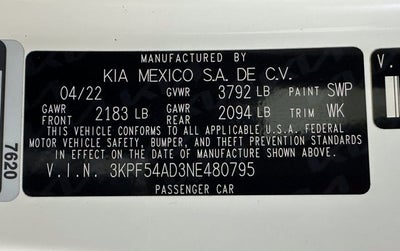 MANUFACTURED BY
KIA MEXICO S.A. DE C.V.
04/22 GVWR 3792 LB PAINT SWP
GAWR FRONT 2183 LB GAWR REAR 2094 LB TRIM WK
THIS VEHICLE CONFORMS TO ALL APPLICABLE U.S.A. FEDERAL
MOTOR VEHICLE SAFETY, BUMPER, AND THEFT PREVENTION STANDARDS
IN EFFECT ON THE DATE OF MANUFACTURE SHOWN ABOVE.
V.I.N. 3KPF54AD3NE480795
PASSENGER CAR
7620
V.